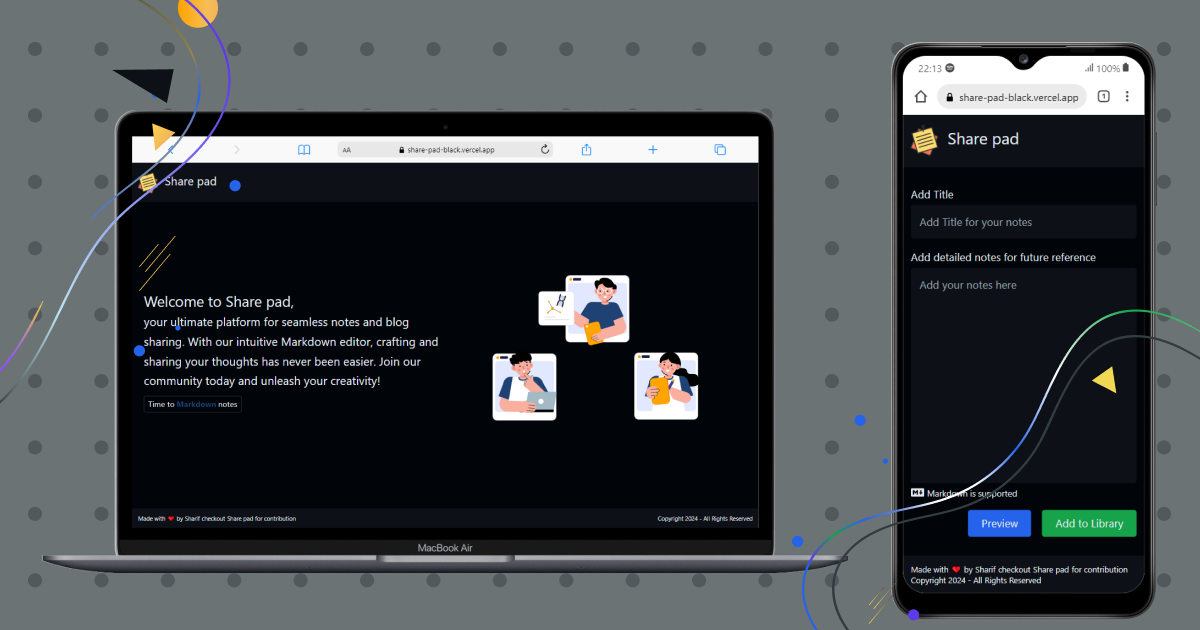 AA
share-pad-black.vercel.app
Share pad
Welcome to Share pad,
your ultimate platform for seamless notes and blog
sharing. With our intuitive Markdown editor, crafting and
sharing your thoughts has never been easier. Join our
community today and unleash your creativity!
Time to Markdown notes
Made with ❤ by Sharif checkout Share pad for contribution
Copyright 2024 - All Rights Reserved
MacBook Air
22:13
100%
share-pad-black.vercel.app
1
Share pad
Add Title
Add Title for your notes
Add detailed notes for future reference
Add your notes here
Markdown is supported
Preview
Add to Library
Made with ❤ by Sharif checkout Share pad for contribution
Copyright 2024 - All Rights Reserved